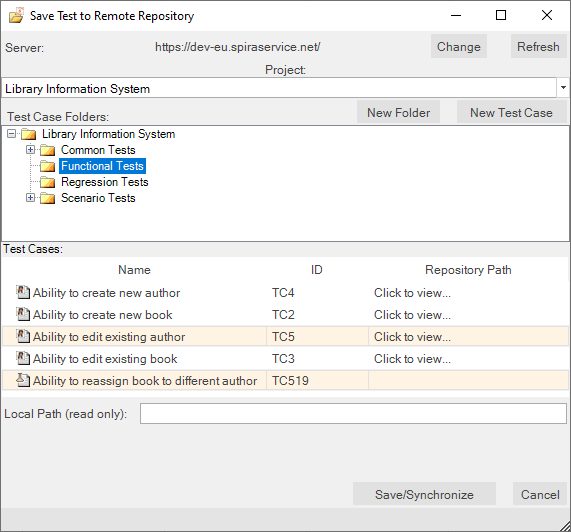 Save Test to Remote Repository
Server: https://dev-eu.spiraservice.net/ Change Refresh
Project:
Library Information System
Test Case Folders: New Folder New Test Case
Library Information System
Common Tests
Functional Tests
Regression Tests
Scenario Tests
Test Cases:
Name ID Repository Path
Ability to create new author TC4 Click to view...
Ability to create new book TC2 Click to view...
Ability to edit existing author TC5 Click to view...
Ability to edit existing book TC3 Click to view...
Ability to reassign book to different author TC519
Local Path (read only):
Save/Synchronize Cancel